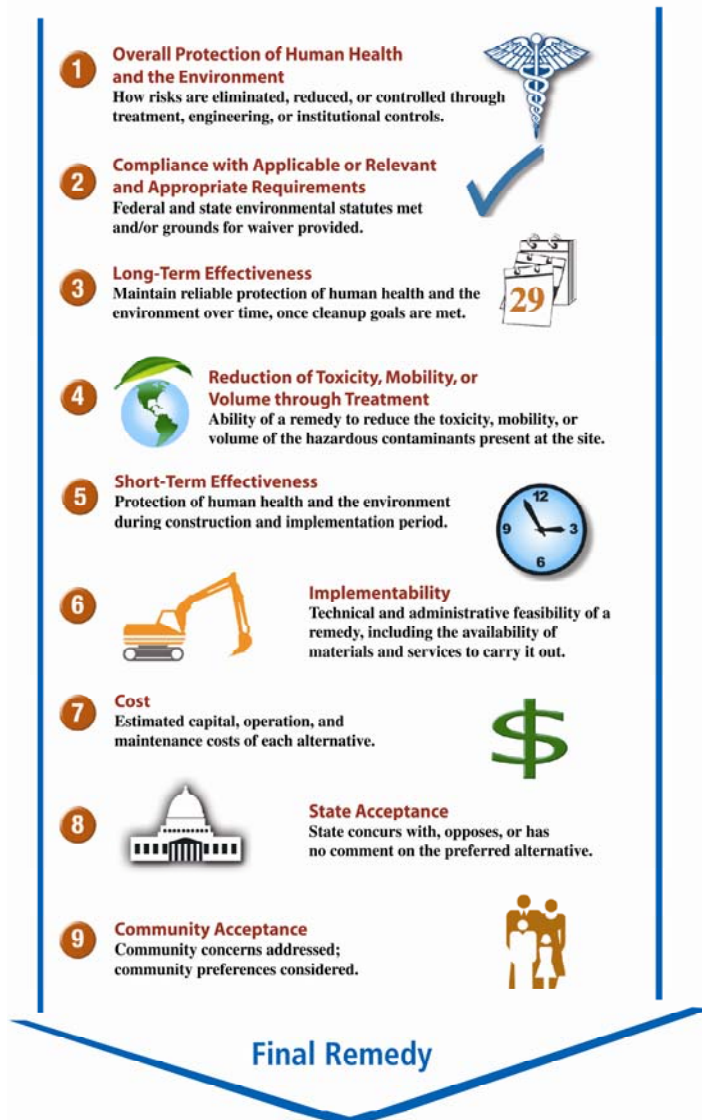 1
Overall Protection of Human Health
and the Environment
How risks are eliminated, reduced, or controlled through
treatment, engineering, or institutional controls.
2
Compliance with Applicable or Relevant
and Appropriate Requirements
Federal and state environmental statutes met
and/or grounds for waiver provided.
3
Long-Term Effectiveness
Maintain reliable protection of human health and the
environment over time, once cleanup goals are met.
29
4
Reduction of Toxicity, Mobility, or
Volume through Treatment
Ability of a remedy to reduce the toxicity, mobility, or
volume of the hazardous contaminants present at the site.
5
Short-Term Effectiveness
Protection of human health and the environment
during construction and implementation period.
12
9 3
6
6
Implementability
Technical and administrative feasibility of a
remedy, including the availability of
materials and services to carry it out.
7
Cost
Estimated capital, operation, and
maintenance costs of each alternative.
$
8
State Acceptance
State concurs with, opposes, or has
no comment on the preferred alternative.
9
Community Acceptance
Community concerns addressed;
community preferences considered.
Final Remedy